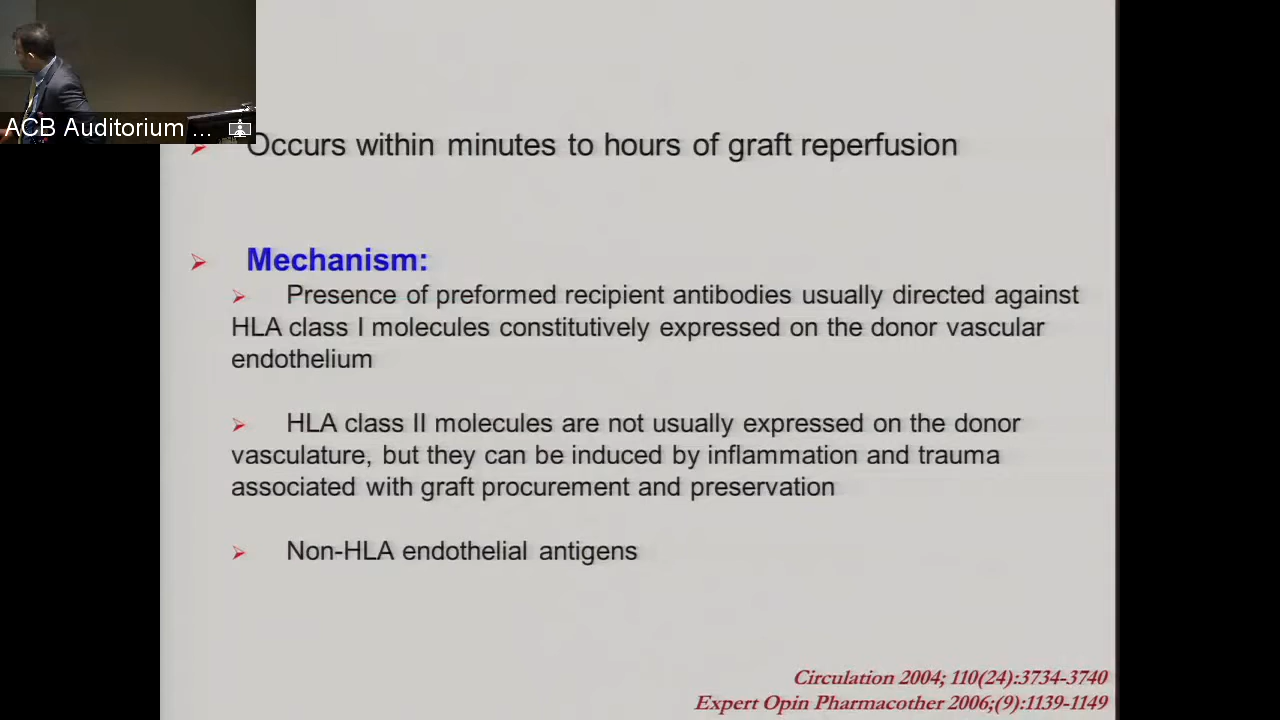 ACB Auditorium ...
Occurs within minutes to hours of graft reperfusion
Mechanism:
Presence of preformed recipient antibodies usually directed against
HLA class I molecules constitutively expressed on the donor vascular
endothelium
HLA class II molecules are not usually expressed on the donor
vasculature, but they can be induced by inflammation and trauma
associated with graft procurement and preservation
Non-HLA endothelial antigens
Circulation 2004; 110(24):3734-3740
Expert Opin Pharmacother 2006;(9):1139-1149